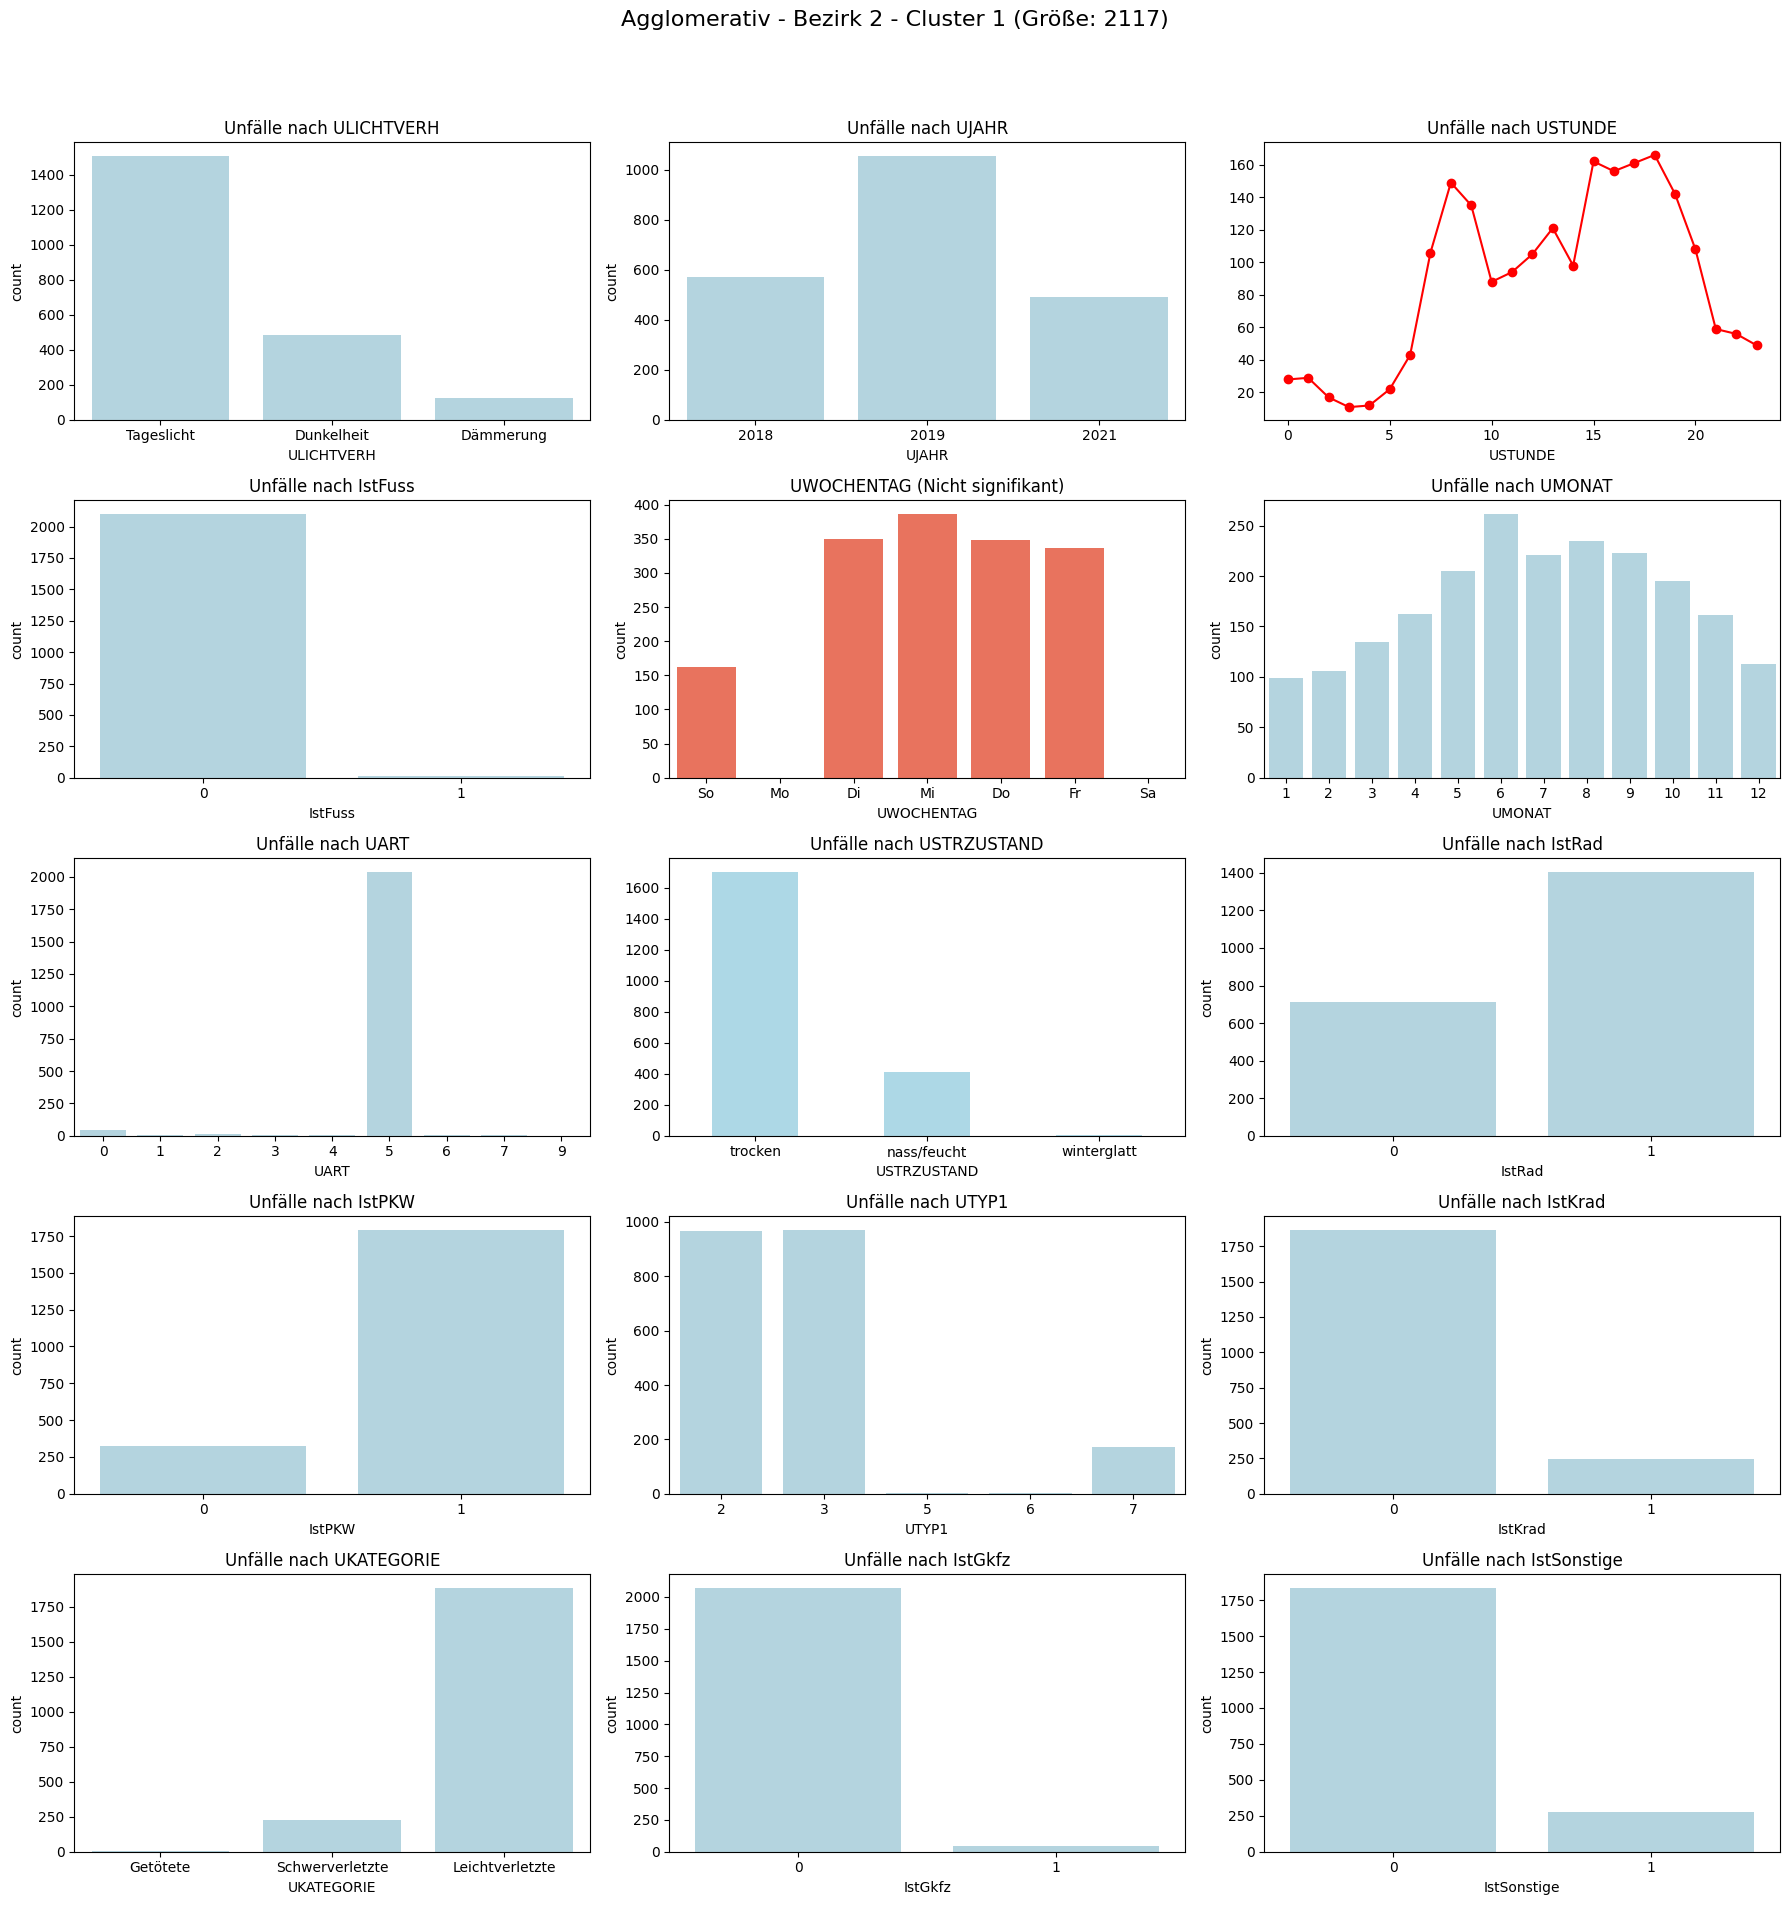 Agglomerativ - Bezirk 2 - Cluster 1 (Größe: 2117)
Unfälle nach ULICHTVERH
1400
1200
1000
800
600
400
200
0
count
Tageslicht Dunkelheit Dämmerung
ULICHTVERH
Unfälle nach UJAHR
1000
800
600
400
200
0
count
2018 2019 2021
UJAHR
Unfälle nach USTUNDE
160
140
120
100
80
60
40
20
0 5 10 15 20
USTUNDE
Unfälle nach IstFuss
2000
1750
1500
1250
1000
750
500
250
0
count
0 1
IstFuss
UWOCHENTAG (Nicht signifikant)
400
350
300
250
200
150
100
50
0
count
So Mo Di Mi Do Fr Sa
UWOCHENTAG
Unfälle nach UMONAT
250
200
150
100
50
0
count
1 2 3 4 5 6 7 8 9 10 11 12
UMONAT
Unfälle nach UART
2000
1750
1500
1250
1000
750
500
250
0
count
0 1 2 3 4 5 6 7 9
UART
Unfälle nach USTRZUSTAND
1600
1400
1200
1000
800
600
400
200
0
trocken nass/feucht winterglatt
USTRZUSTAND
Unfälle nach IstRad
1400
1200
1000
800
600
400
200
0
count
0 1
IstRad
Unfälle nach IstPKW
1750
1500
1250
1000
750
500
250
0
count
0 1
IstPKW
Unfälle nach UTYP1
1000
800
600
400
200
0
count
2 3 5 6 7
UTYP1
Unfälle nach IstKrad
1750
1500
1250
1000
750
500
250
0
count
0 1
IstKrad
Unfälle nach UKATEGORIE
1750
1500
1250
1000
750
500
250
0
count
Getötete Schwerverletzte Leichtverletzte
UKATEGORIE
Unfälle nach IstGkfz
2000
1750
1500
1250
1000
750
500
250
0
count
0 1
IstGkfz
Unfälle nach IstSonstige
1750
1500
1250
1000
750
500
250
0
count
0 1
IstSonstige